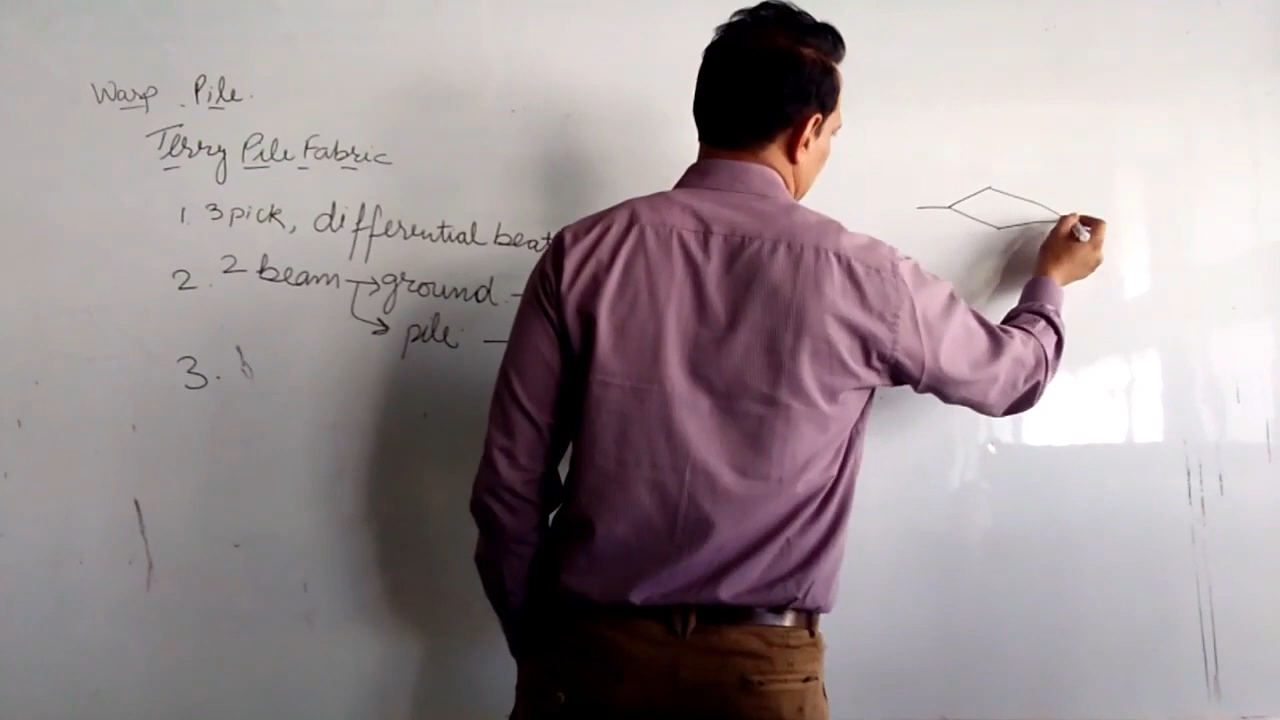 Warp Pile.
Terry Pile Fabric
1. 3 pick, differential beat
2. 2 beam → ground -
→ pile -
3.